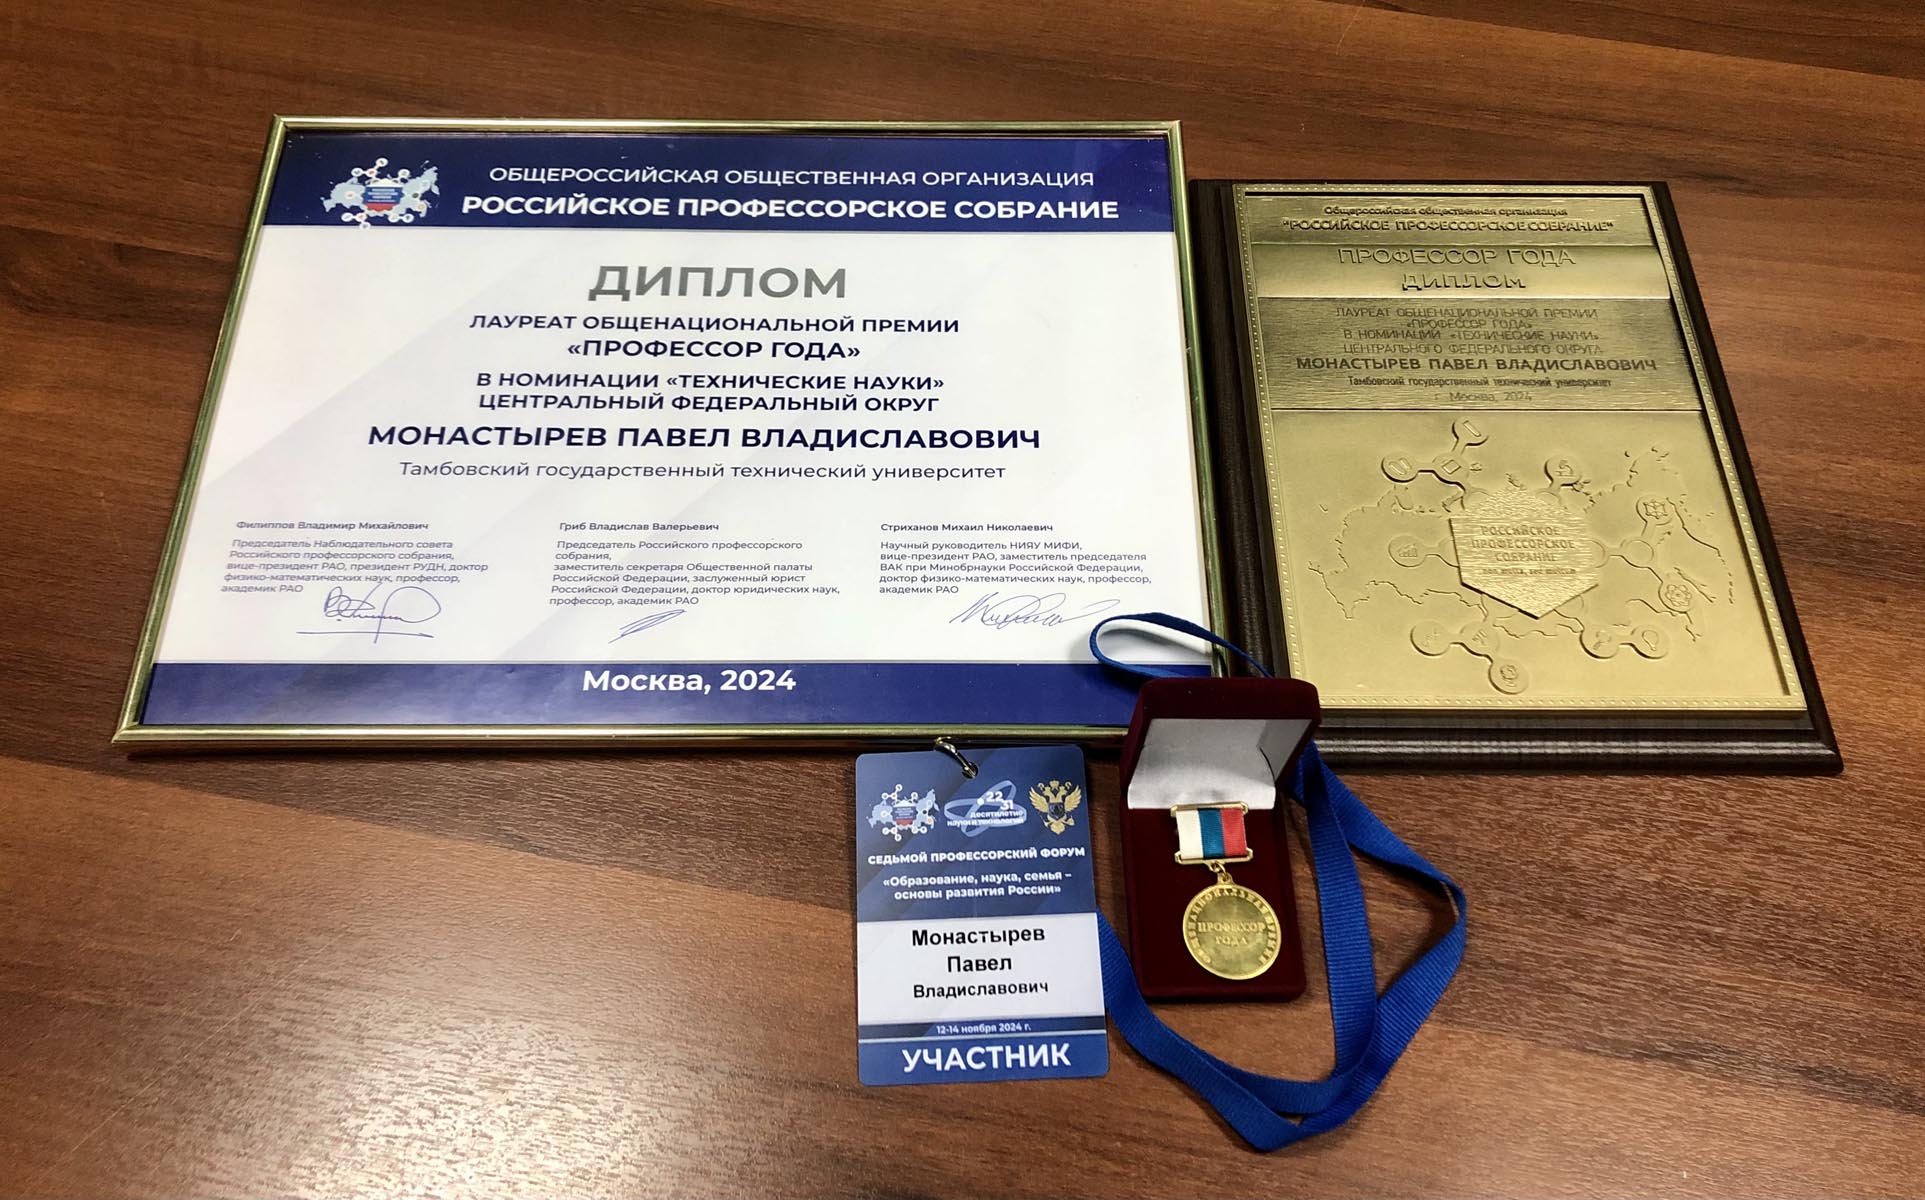 ОБЩЕРОССИЙСКАЯ ОБЩЕСТВЕННАЯ ОРГАНИЗАЦИЯ
РОССИЙСКОЕ ПРОФЕССОРСКОЕ СОБРАНИЕ
ДИПЛОМ
ЛАУРЕАТ ОБЩЕНАЦИОНАЛЬНОЙ ПРЕМИИ
«ПРОФЕССОР ГОДА»
В НОМИНАЦИИ «ТЕХНИЧЕСКИЕ НАУКИ»
ЦЕНТРАЛЬНЫЙ ФЕДЕРАЛЬНЫЙ ОКРУГ
МОНАСТЫРЕВ ПАВЕЛ ВЛАДИСЛАВОВИЧ
Тамбовский государственный технический университет
Филиппов Владимир Михайлович
Председатель Наблюдательного совета
Российского профессорского собрания,
вице-президент РАО, президент РУДН, доктор
физико-математических наук, профессор,
академик РАО
Гриб Владислав Валерьевич
Председатель Российского профессорского
собрания,
заместитель секретаря Общественной палаты
Российской Федерации, заслуженный юрист
Российской Федерации, доктор юридических наук,
профессор, академик РАО
Стриханов Михаил Николаевич
Научный руководитель НИЯУ МИФИ,
вице-президент РАО, заместитель председателя
ВАК при Минобрнауки Российской Федерации,
доктор физико-математических наук, профессор,
академик РАО
Москва, 2024
Общероссийская общественная организация
"РОССИЙСКОЕ ПРОФЕССОРСКОЕ СОБРАНИЕ"
ПРОФЕССОР ГОДА
ДИПЛОМ
ЛАУРЕАТ ОБЩЕНАЦИОНАЛЬНОЙ ПРЕМИИ
«ПРОФЕССОР ГОДА»
В НОМИНАЦИИ «ТЕХНИЧЕСКИЕ НАУКИ»
ЦЕНТРАЛЬНОГО ФЕДЕРАЛЬНОГО ОКРУГА
МОНАСТЫРЕВ ПАВЕЛ ВЛАДИСЛАВОВИЧ
Тамбовский государственный технический университет
г. Москва, 2024
РОССИЙСКОЕ
ПРОФЕССОРСКОЕ
СОБРАНИЕ
22
31
десятилетие
науки и технологий
СЕДЬМОЙ ПРОФЕССОРСКИЙ ФОРУМ
«Образование, наука, семья –
основы развития России»
Монастырев
Павел
Владиславович
12-14 ноября 2024 г.
УЧАСТНИК
ОБЩЕНАЦИОНАЛЬНАЯ ПРЕМИЯ
ПРОФЕССОР
ГОДА